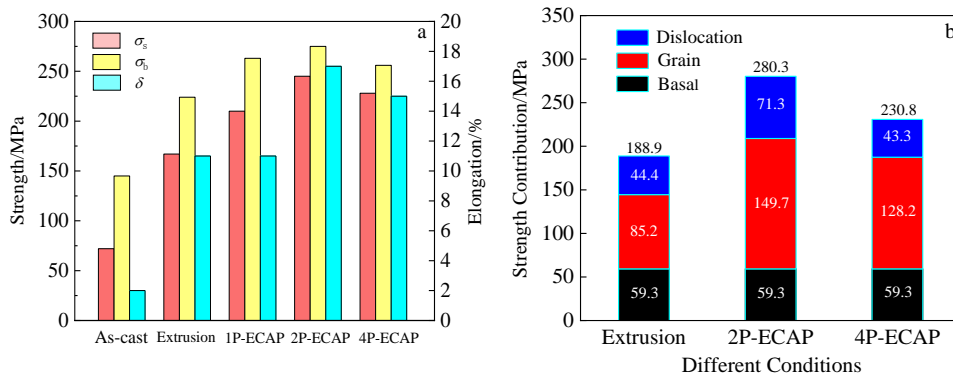 a
σs
σb
δ
Strength/MPa
300
250
200
150
100
50
0
20
18
16
14
12
10
8
6
4
2
0
Elongation/%
As-cast Extrusion 1P-ECAP 2P-ECAP 4P-ECAP
b
Dislocation
Grain
Basal
Strength Contribution/MPa
350
300
250
200
150
100
50
0
188.9
44.4
85.2
59.3
280.3
71.3
149.7
59.3
230.8
43.3
128.2
59.3
Extrusion 2P-ECAP 4P-ECAP
Different Conditions